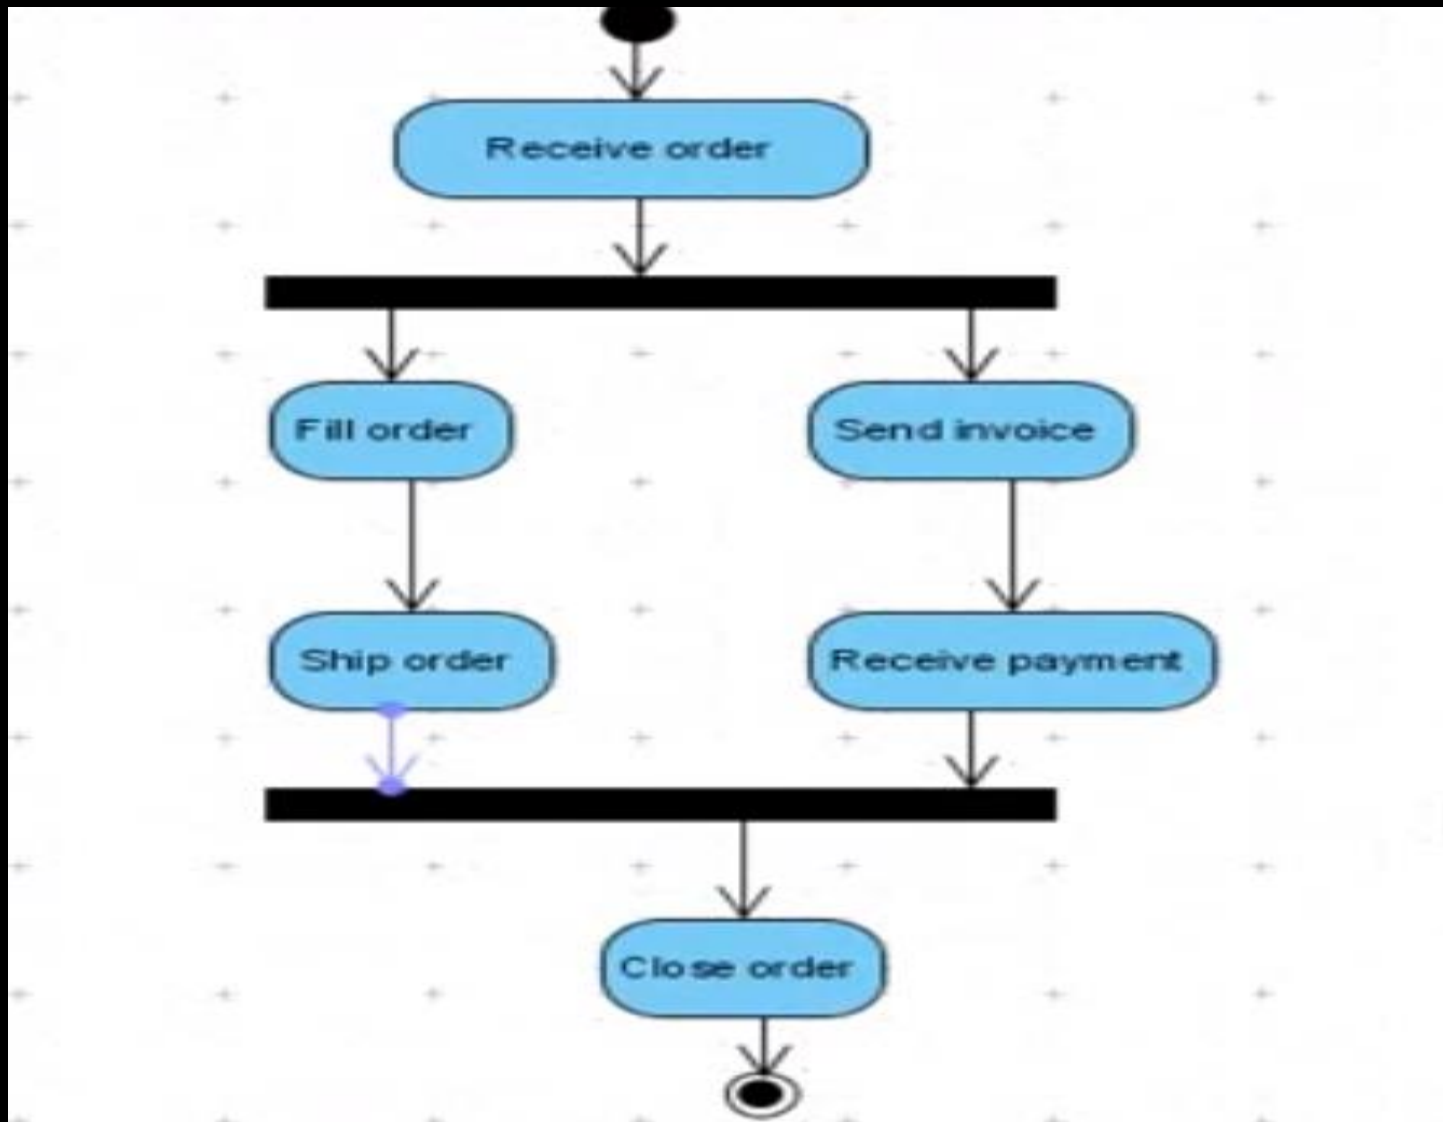 Receive order
Fill order
Send invoice
Ship order
Receive payment
Close order